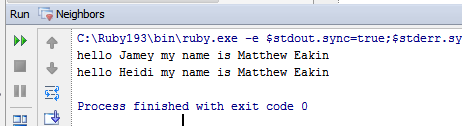 Run Neighbors
C:\Ruby193\bin\ruby.exe -e $stdout.sync=true;$stderr.sy
hello Jamey my name is Matthew Eakin
hello Heidi my name is Matthew Eakin
Process finished with exit code 0